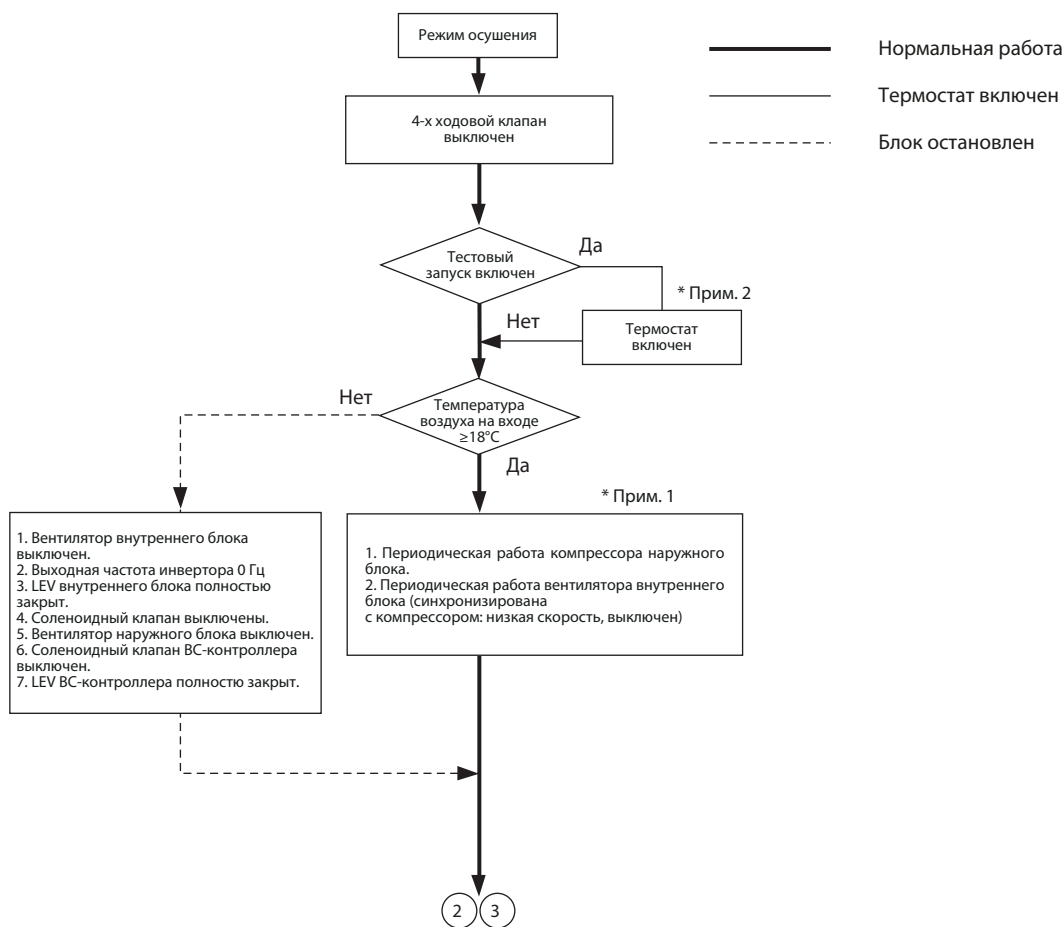 Режим осушения
Нормальная работа
Термостат включен
Блок остановлен
4-х ходовой клапан
выключен
Тестовый
запуск включен
Да
* Прим. 2
Термостат
включен
Нет
Температура
воздуха на входе
≥18°C
Нет
Да
* Прим. 1
1. Вентилятор внутреннего блока
выключен.
2. Выходная частота инвертора 0 Гц
3. LEV внутреннего блока полностью
закрыт.
4. Соленоидный клапан выключены.
5. Вентилятор наружного блока выключен.
6. Соленоидный клапан ВС-контроллера
выключен.
7. LEV ВС-контроллера полностю закрыт.
1. Периодическая работа компрессора наружного
блока.
2. Периодическая работа вентилятора внутреннего
блока (синхронизирована
с компрессором: низкая скорость, выключен)
2 3